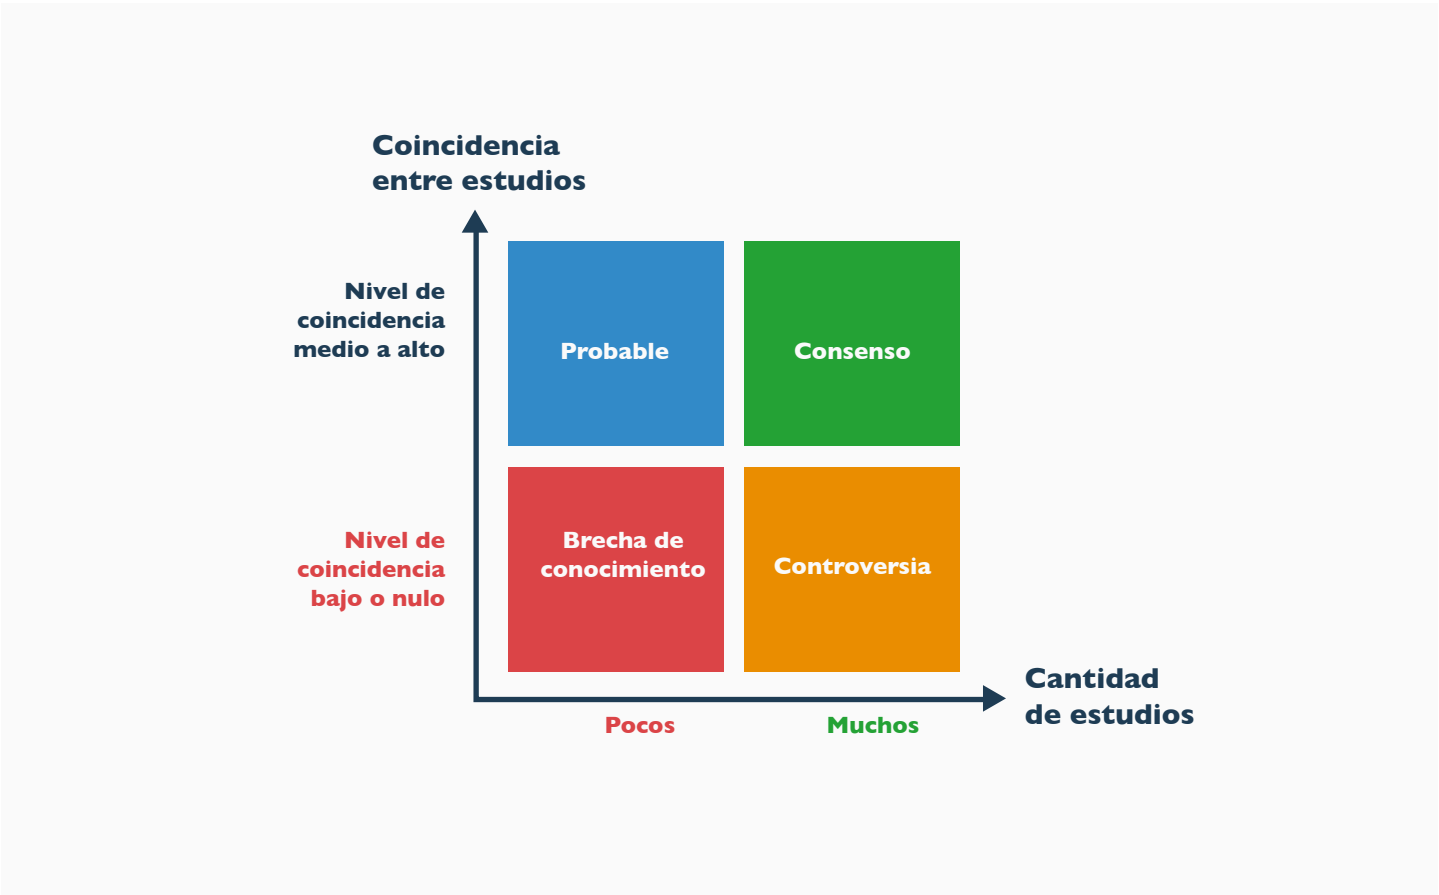 Coincidencia
entre estudios
Nivel de
coincidencia
medio a alto
Probable
Consenso
Nivel de
coincidencia
bajo o nulo
Brecha de
conocimiento
Controversia
Cantidad
de estudios
Pocos
Muchos